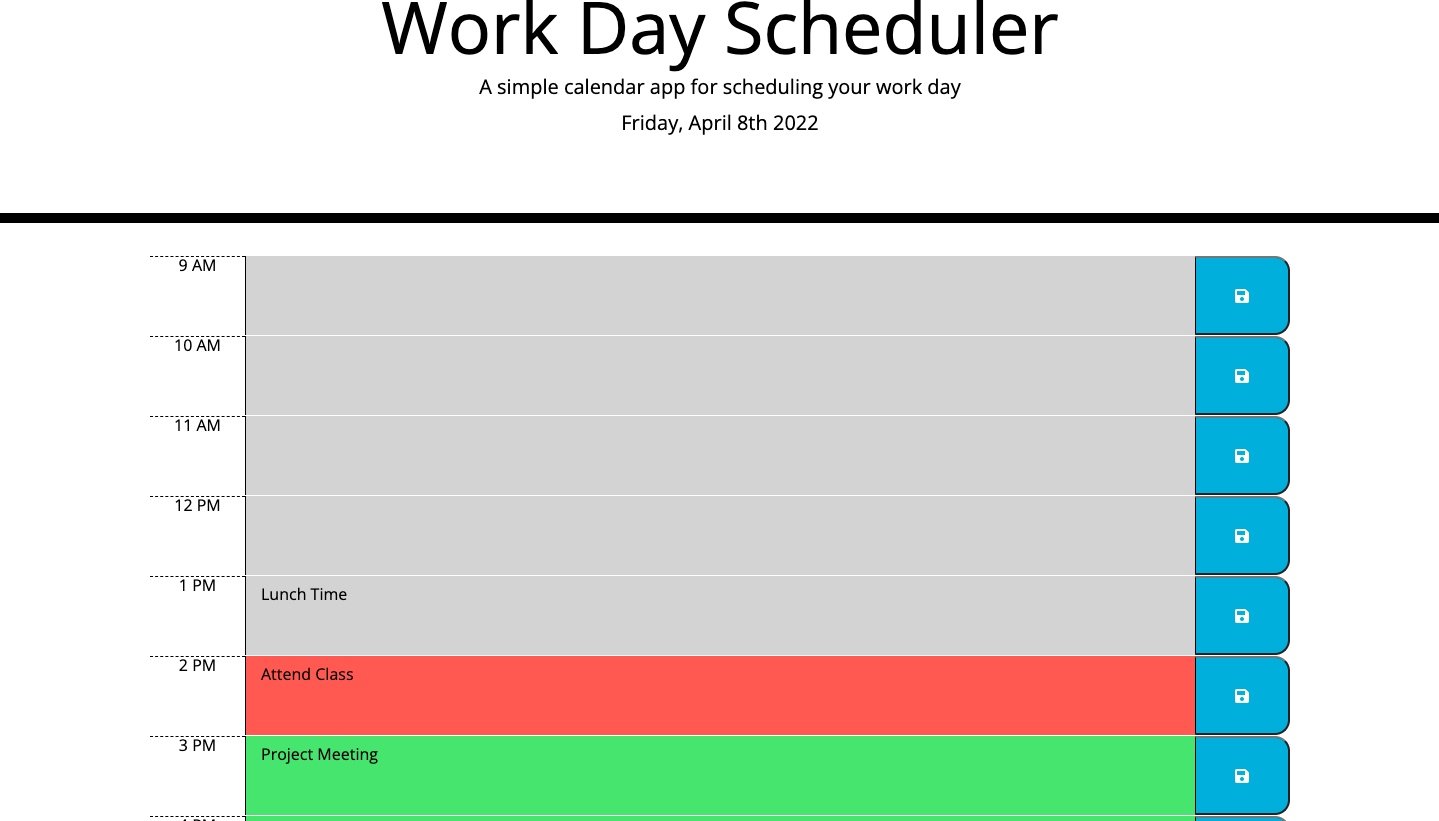 Work Day Scheduler
A simple calendar app for scheduling your work day
Friday, April 8th 2022
9 AM
10 AM
11 AM
12 PM
1 PM
Lunch Time
2 PM
Attend Class
3 PM
Project Meeting